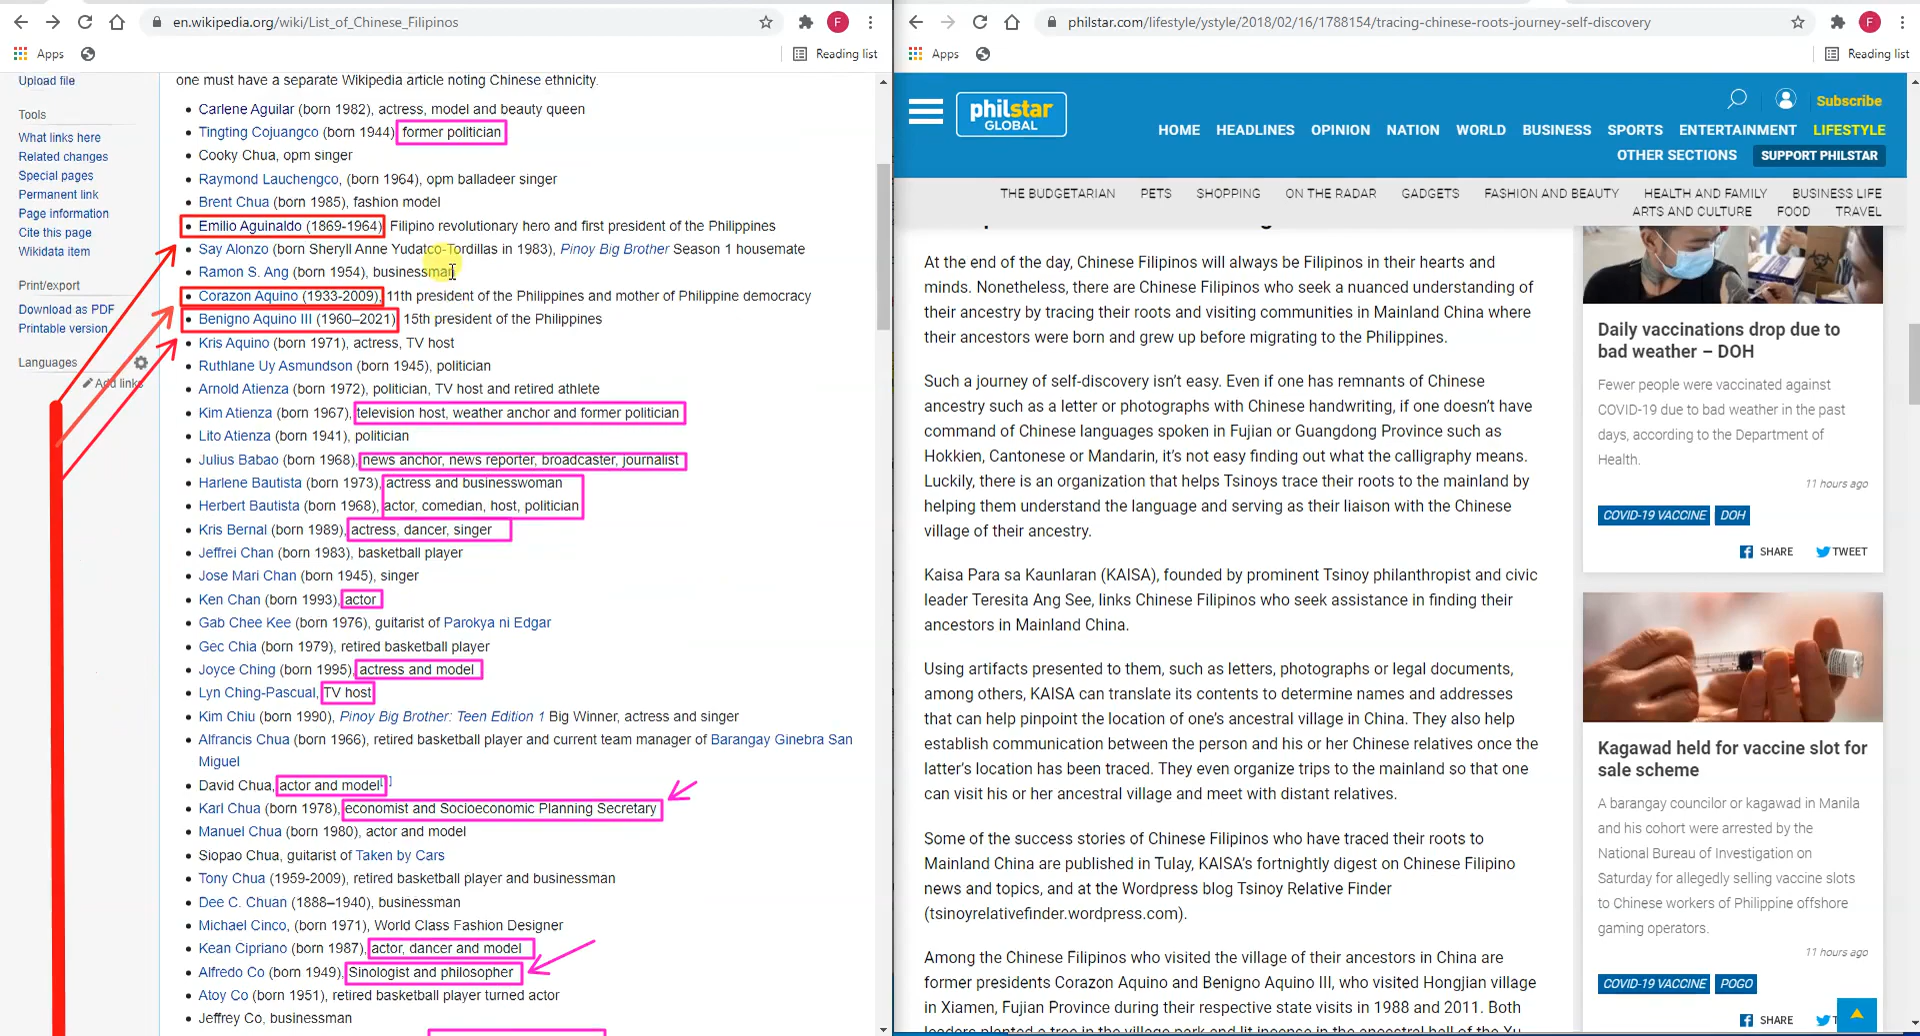 en.wikipedia.org/wiki/List_of_Chinese_Filipinos
F
Apps
Reading list
Upload file
Tools
What links here
Related changes
Special pages
Permanent link
Page information
Cite this page
Wikidata item
Print/export
Download as PDF
Printable version
Languages
Add links
one must have a separate Wikipedia article noting Chinese ethnicity.
• Carlene Aguilar (born 1982), actress, model and beauty queen
• Tingting Cojuangco (born 1944) former politician
• Cooky Chua, opm singer
• Raymond Lauchengco, (born 1964), opm balladeer singer
• Brent Chua (born 1985), fashion model
• Emilio Aguinaldo (1869-1964) Filipino revolutionary hero and first president of the Philippines
• Say Alonzo (born Sheryll Anne Yudatco-Tordillas in 1983), Pinoy Big Brother Season 1 housemate
• Ramon S. Ang (born 1954), businessman
• Corazon Aquino (1933-2009), 11th president of the Philippines and mother of Philippine democracy
• Benigno Aquino III (1960–2021) 15th president of the Philippines
• Kris Aquino (born 1971), actress, TV host
• Ruthlane Uy Asmundson (born 1945), politician
• Arnold Atienza (born 1972), politician, TV host and retired athlete
• Kim Atienza (born 1967), television host, weather anchor and former politician
• Lito Atienza (born 1941), politician
• Julius Babao (born 1968), news anchor, news reporter, broadcaster, journalist
• Harlene Bautista (born 1973), actress and businesswoman
• Herbert Bautista (born 1968), actor, comedian, host, politician
• Kris Bernal (born 1989), actress, dancer, singer
• Jeffrei Chan (born 1983), basketball player
• Jose Mari Chan (born 1945), singer
• Ken Chan (born 1993), actor
• Gab Chee Kee (born 1976), guitarist of Parokya ni Edgar
• Gec Chia (born 1979), retired basketball player
• Joyce Ching (born 1995), actress and model
• Lyn Ching-Pascual, TV host
• Kim Chiu (born 1990), Pinoy Big Brother: Teen Edition 1 Big Winner, actress and singer
• Alfrancis Chua (born 1966), retired basketball player and current team manager of Barangay Ginebra San
Miguel
• David Chua, actor and model
• Karl Chua (born 1978), economist and Socioeconomic Planning Secretary
• Manuel Chua (born 1980), actor and model
• Siopao Chua, guitarist of Taken by Cars
• Tony Chua (1959-2009), retired basketball player and businessman
• Dee C. Chuan (1888–1940), businessman
• Michael Cinco, (born 1971), World Class Fashion Designer
• Kean Cipriano (born 1987), actor, dancer and model
• Alfredo Co (born 1949), Sinologist and philosopher
• Atoy Co (born 1951), retired basketball player turned actor
• Jeffrey Co, businessman
philstar.com/lifestyle/ystyle/2018/02/16/1788154/tracing-chinese-roots-journey-self-discovery
F
Apps
Reading list
philstar
GLOBAL
Subscribe
HOME HEADLINES OPINION NATION WORLD BUSINESS SPORTS ENTERTAINMENT LIFESTYLE
OTHER SECTIONS SUPPORT PHILSTAR
THE BUDGETARIAN PETS SHOPPING ON THE RADAR GADGETS FASHION AND BEAUTY HEALTH AND FAMILY BUSINESS LIFE
ARTS AND CULTURE FOOD TRAVEL
At the end of the day, Chinese Filipinos will always be Filipinos in their hearts and
minds. Nonetheless, there are Chinese Filipinos who seek a nuanced understanding of
their ancestry by tracing their roots and visiting communities in Mainland China where
their ancestors were born and grew up before migrating to the Philippines.
Such a journey of self-discovery isn't easy. Even if one has remnants of Chinese
ancestry such as a letter or photographs with Chinese handwriting, if one doesn't have
command of Chinese languages spoken in Fujian or Guangdong Province such as
Hokkien, Cantonese or Mandarin, it's not easy finding out what the calligraphy means.
Luckily, there is an organization that helps Tsinoys trace their roots to the mainland by
helping them understand the language and serving as their liaison with the Chinese
village of their ancestry.
Kaisa Para sa Kaunlaran (KAISA), founded by prominent Tsinoy philanthropist and civic
leader Teresita Ang See, links Chinese Filipinos who seek assistance in finding their
ancestors in Mainland China.
Using artifacts presented to them, such as letters, photographs or legal documents,
among others, KAISA can translate its contents to determine names and addresses
that can help pinpoint the location of one's ancestral village in China. They also help
establish communication between the person and his or her Chinese relatives once the
latter's location has been traced. They even organize trips to the mainland so that one
can visit his or her ancestral village and meet with distant relatives.
Some of the success stories of Chinese Filipinos who have traced their roots to
Mainland China are published in Tulay, KAISA's fortnightly digest on Chinese Filipino
news and topics, and at the Wordpress blog Tsinoy Relative Finder
(tsinoyrelativefinder.wordpress.com).
Among the Chinese Filipinos who visited the village of their ancestors in China are
former presidents Corazon Aquino and Benigno Aquino III, who visited Hongjian village
in Xiamen, Fujian Province during their respective state visits in 1988 and 2011. Both
leaders planted a tree in the village park and lit incense in the ancestral hall of the Xu
Daily vaccinations drop due to
bad weather – DOH
Fewer people were vaccinated against
COVID-19 due to bad weather in the past
days, according to the Department of
Health.
11 hours ago
COVID-19 VACCINE DOH
SHARE TWEET
Kagawad held for vaccine slot for
sale scheme
A barangay councilor or kagawad in Manila
and his cohort were arrested by the
National Bureau of Investigation on
Saturday for allegedly selling vaccine slots
to Chinese workers of Philippine offshore
gaming operators.
11 hours ago
COVID-19 VACCINE POGO
SHARE